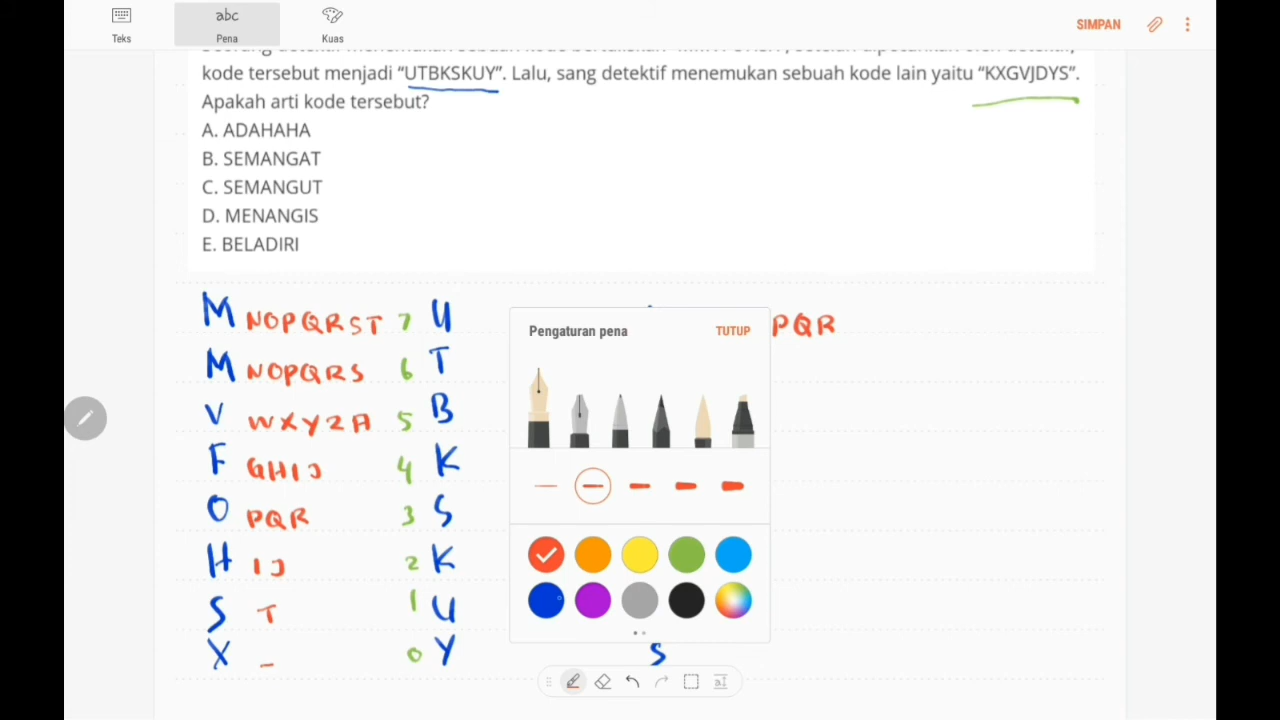 abc
Teks
Pena
Kuas
SIMPAN
kode tersebut menjadi “UTBKSKUY”. Lalu, sang detektif menemukan sebuah kode lain yaitu “KXGVJDYS”.
Apakah arti kode tersebut?
A. ADAHAHA
B. SEMANGAT
C. SEMANGUT
D. MENANGIS
E. BELADIRI
M NOPQRST 7 U
PQR
M NOPQRS 6 T
V WXYZA 5 B
F GHIJ 4 K
O PQR 3 S
H IJ 2 K
S T 1 U
X - 0 Y
S
Pengaturan pena
TUTUP